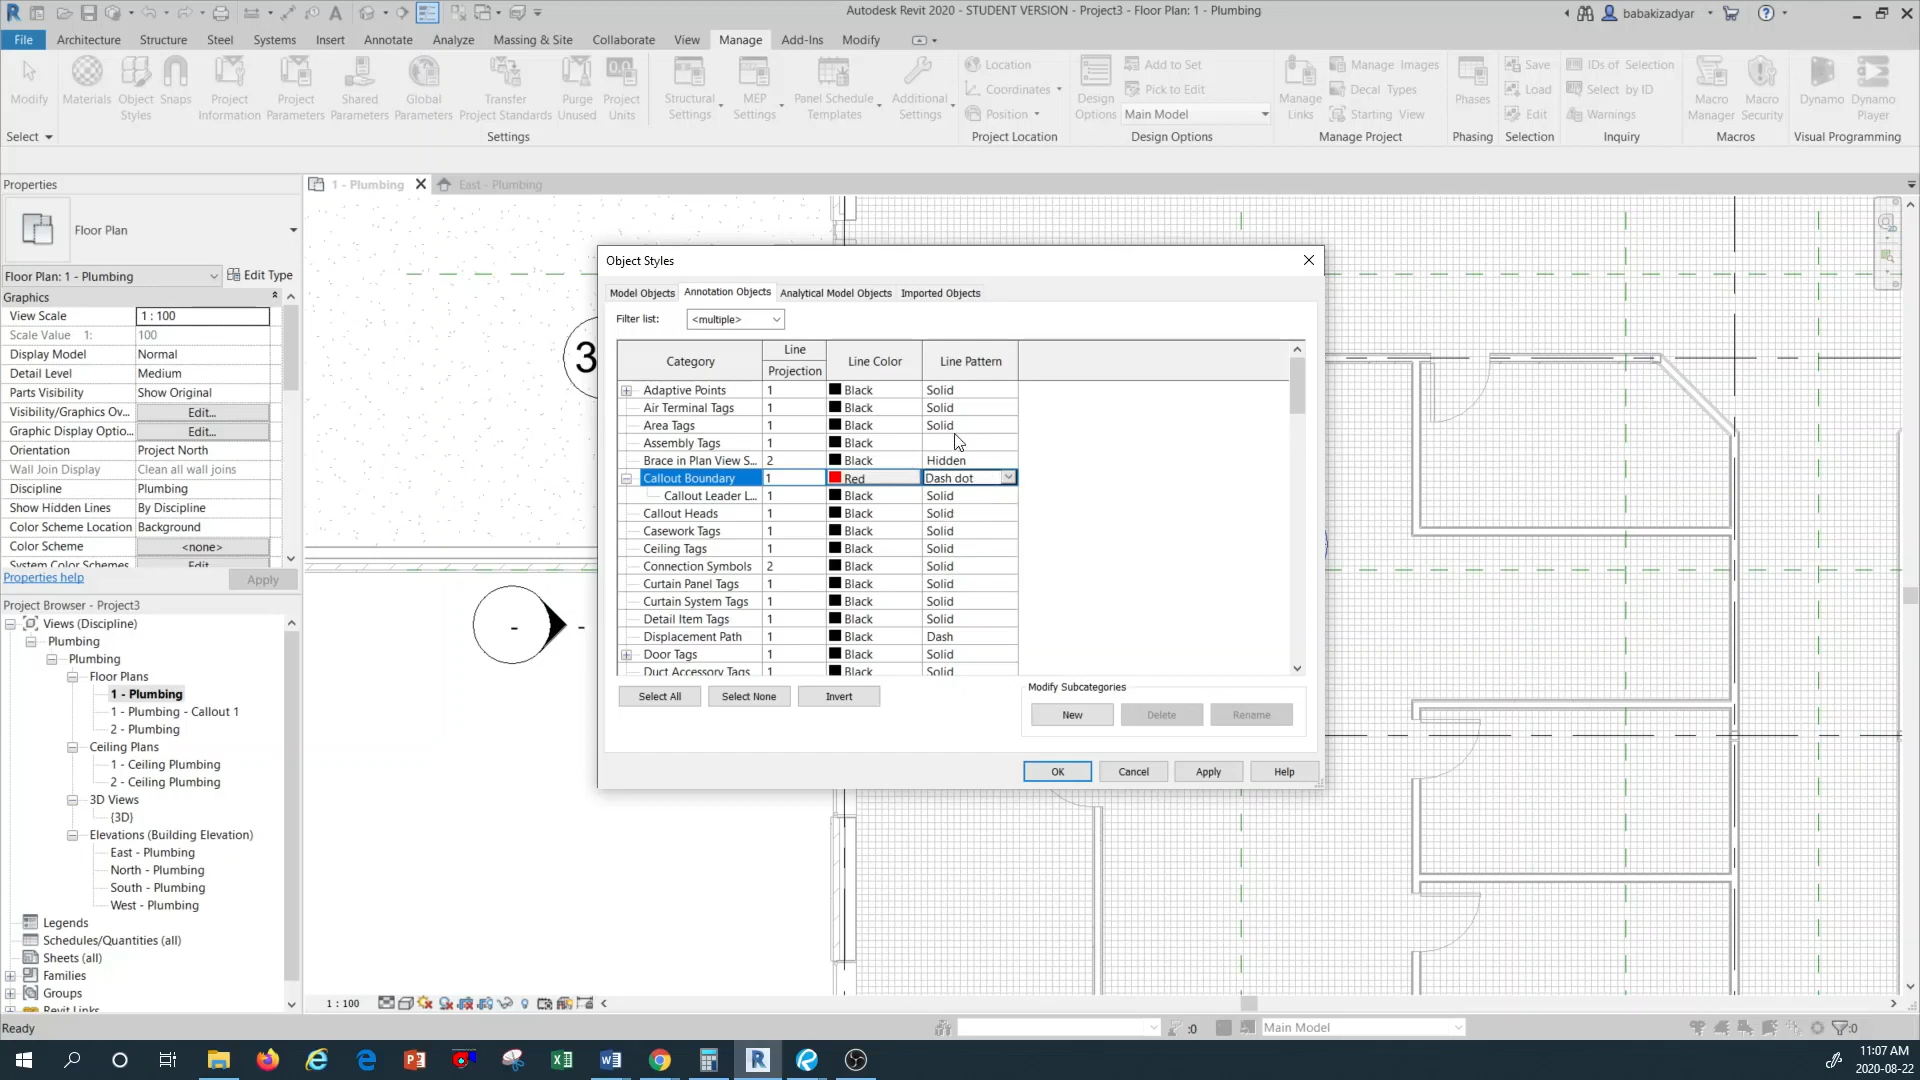 Autodesk Revit 2020 - STUDENT VERSION - Project3 - Floor Plan: 1 - Plumbing
babakizadyar
File Architecture Structure Steel Systems Insert Annotate Analyze Massing & Site Collaborate View Manage Add-Ins Modify
Modify
Materials
Object Styles
Snaps
Project Information
Project Parameters
Shared Parameters
Global Parameters
Transfer Project Standards
Purge Unused
Project Units
Structural Settings
MEP Settings
Panel Schedule Templates
Additional Settings
Location
Coordinates
Position
Design Options
Add to Set
Pick to Edit
Main Model
Manage Links
Manage Images
Decal Types
Starting View
Phases
Save
Load
Edit
IDs of Selection
Select by ID
Warnings
Macro Manager
Macro Security
Dynamo
Dynamo Player
Select Settings Project Location Design Options Manage Project Phasing Selection Inquiry Macros Visual Programming
Properties
1 - Plumbing
East - Plumbing
Floor Plan
Floor Plan: 1 - Plumbing
Edit Type
Graphics
View Scale 1 : 100
Scale Value 1: 100
Display Model Normal
Detail Level Medium
Parts Visibility Show Original
Visibility/Graphics Ov... Edit...
Graphic Display Optio... Edit...
Orientation Project North
Wall Join Display Clean all wall joins
Discipline Plumbing
Show Hidden Lines By Discipline
Color Scheme Location Background
Color Scheme <none>
System Color Schemes Edit
Properties help
Apply
Project Browser - Project3
Views (Discipline)
Plumbing
Plumbing
Floor Plans
1 - Plumbing
1 - Plumbing - Callout 1
2 - Plumbing
Ceiling Plans
1 - Ceiling Plumbing
2 - Ceiling Plumbing
3D Views
{3D}
Elevations (Building Elevation)
East - Plumbing
North - Plumbing
South - Plumbing
West - Plumbing
Legends
Schedules/Quantities (all)
Sheets (all)
Families
Groups
Revit Links
3
- -
Object Styles
Model Objects Annotation Objects Analytical Model Objects Imported Objects
Filter list: <multiple>
Category Line Projection Line Color Line Pattern
Adaptive Points 1 Black Solid
Air Terminal Tags 1 Black Solid
Area Tags 1 Black Solid
Assembly Tags 1 Black
Brace in Plan View S... 2 Black Hidden
Callout Boundary 1 Red Dash dot
Callout Leader L... 1 Black Solid
Callout Heads 1 Black Solid
Casework Tags 1 Black Solid
Ceiling Tags 1 Black Solid
Connection Symbols 2 Black Solid
Curtain Panel Tags 1 Black Solid
Curtain System Tags 1 Black Solid
Detail Item Tags 1 Black Solid
Displacement Path 1 Black Dash
Door Tags 1 Black Solid
Duct Accessory Tags 1 Black Solid
Select All Select None Invert
Modify Subcategories
New Delete Rename
OK Cancel Apply Help
1 : 100
Ready
:0
Main Model
:0
11:07 AM
2020-08-22